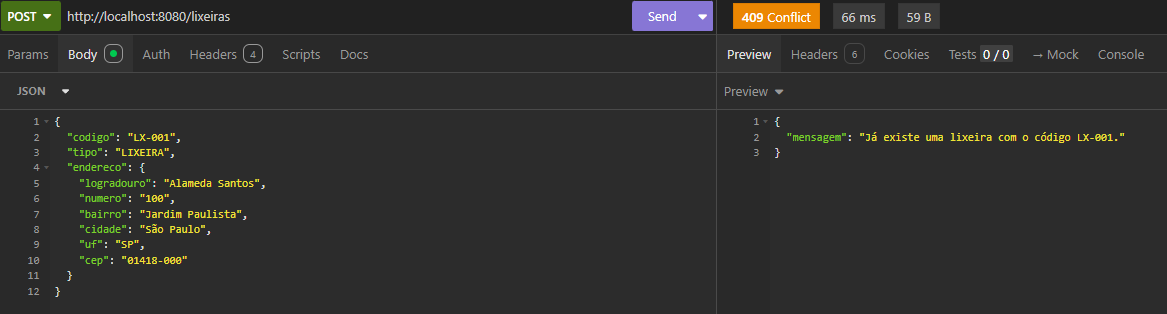 POST http://localhost:8080/lixeiras Send
409 Conflict 66 ms 59 B
Params Body Auth Headers 4 Scripts Docs
Preview Headers 6 Cookies Tests 0 / 0 → Mock Console
JSON
Preview
1 {
2 "codigo": "LX-001",
3 "tipo": "LIXEIRA",
4 "endereco": {
5 "logradouro": "Alameda Santos",
6 "numero": "100",
7 "bairro": "Jardim Paulista",
8 "cidade": "São Paulo",
9 "uf": "SP",
10 "cep": "01418-000"
11 }
12 }
1 {
2 "mensagem": "Já existe uma lixeira com o código LX-001."
3 }